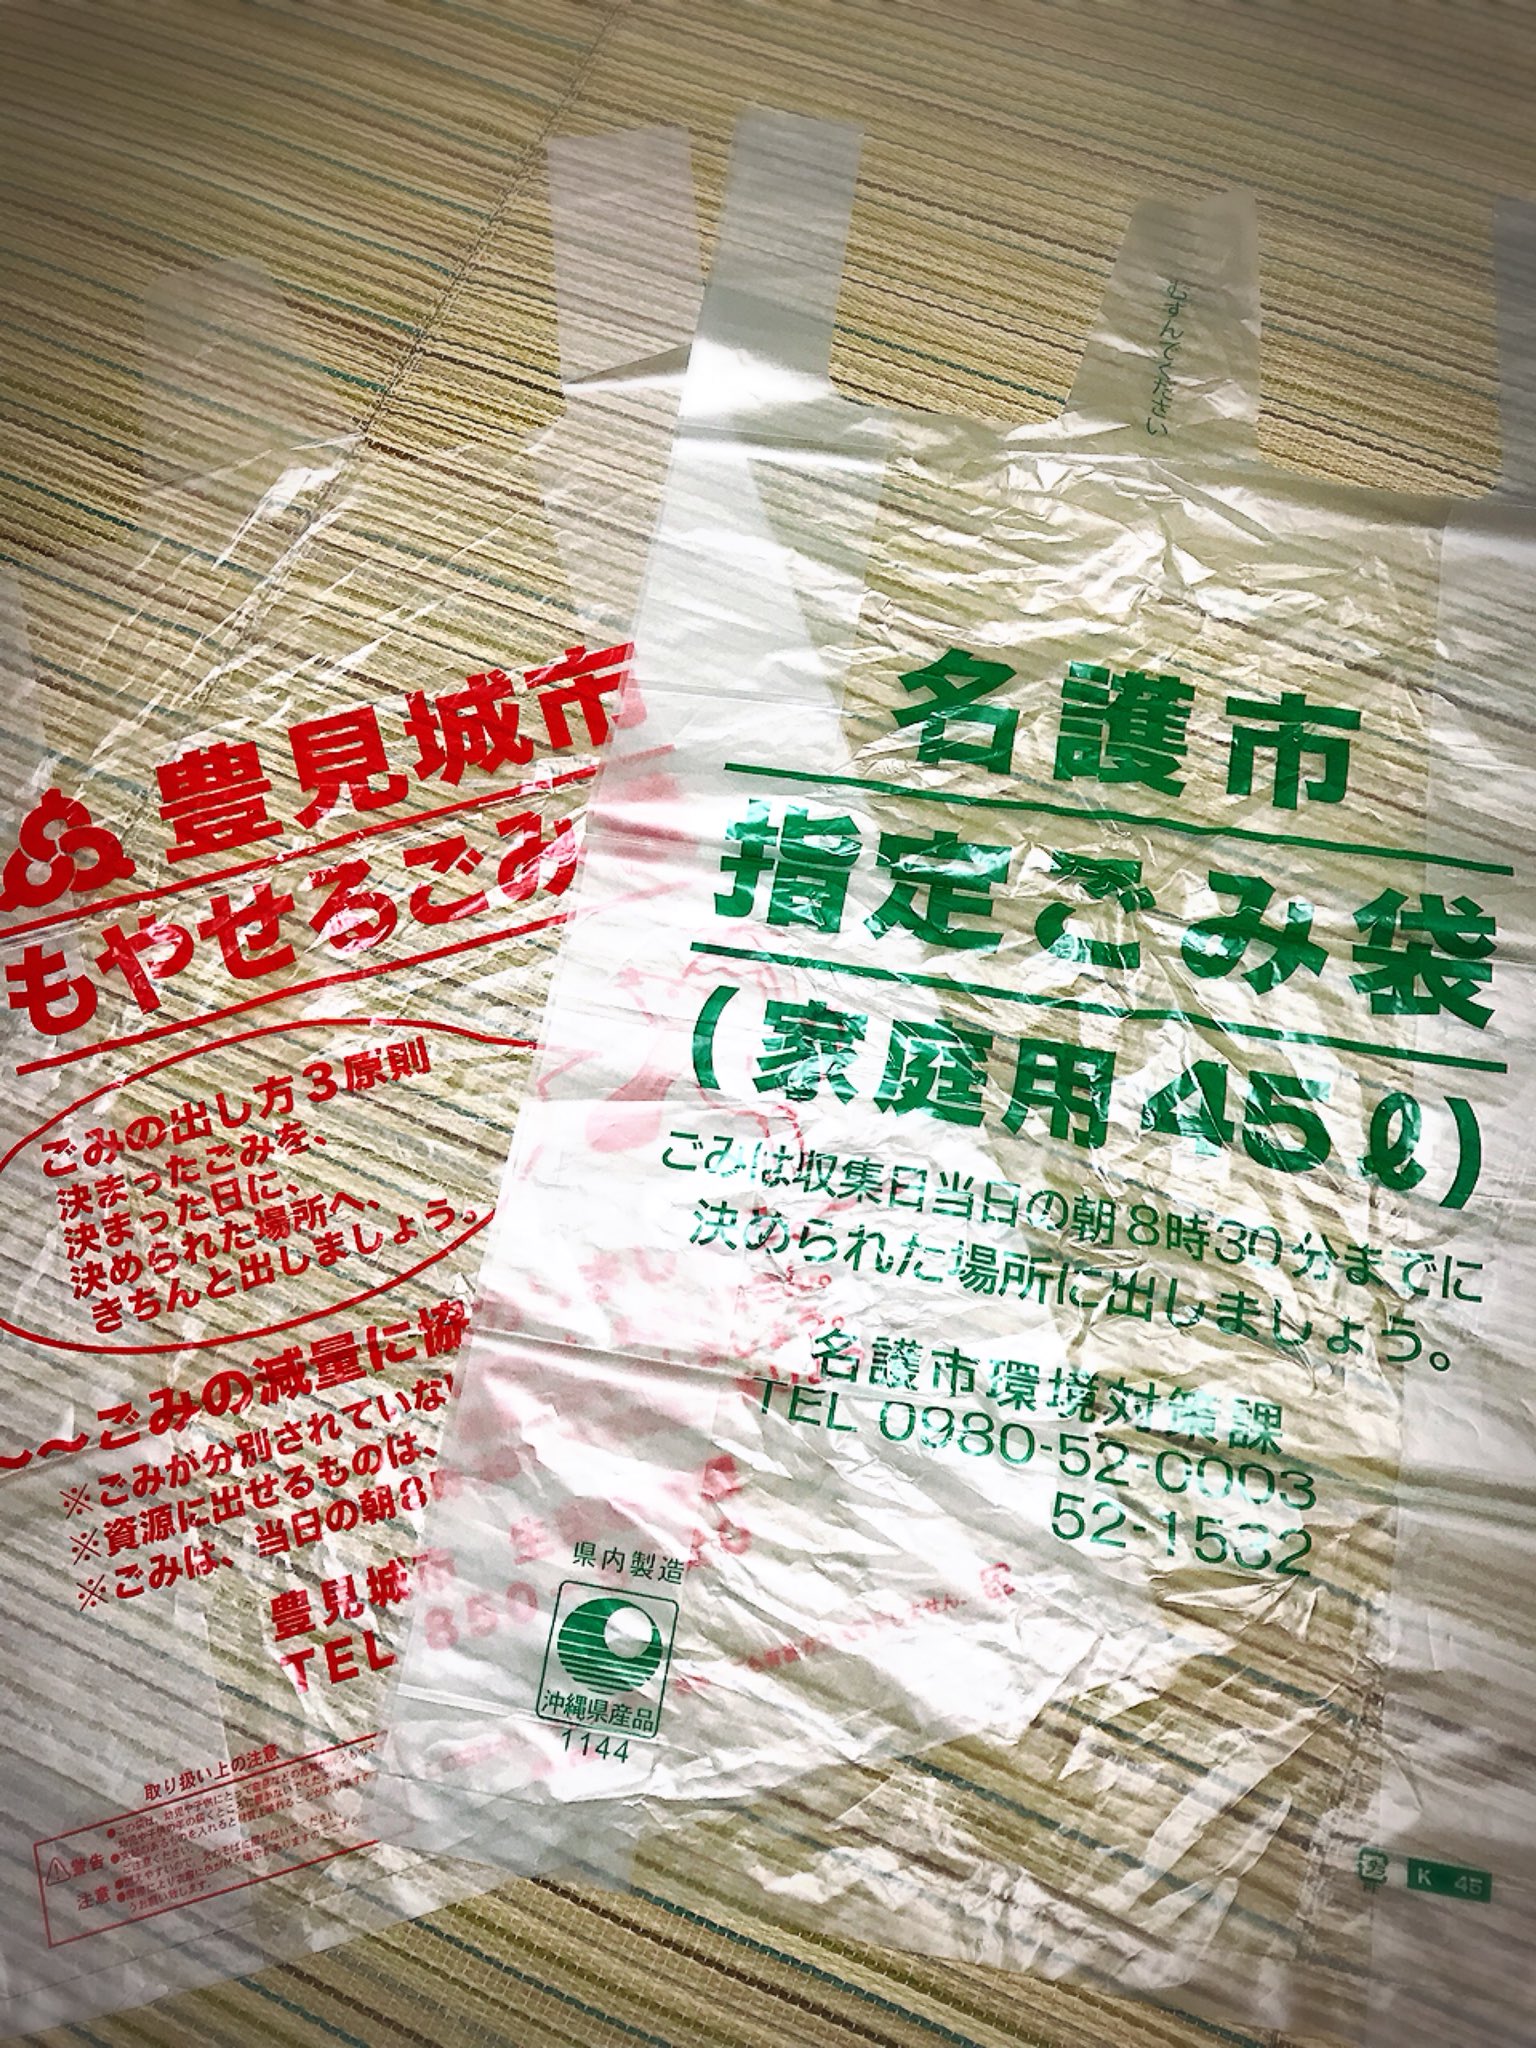 むすんでください
名護市
指定ごみ袋
(家庭用45ℓ)
ごみは収集日当日の朝8時30分までに
決められた場所に出しましょう。
名護市環境対策課
TEL 0980-52-0003
52-1532
県内製造
沖縄県産品
1144
K 45
豊見城市
もやせるごみ
ごみの出し方3原則
決まったごみを、
決まった日に、
決められた場所へ、
きちんと出しましょう。
〜〜ごみの減量に協
※ごみが分別されていな
※資源に出せるものは、
※ごみは、当日の朝8
豊見城市
TEL 850
取り扱い上の注意
警告
注意